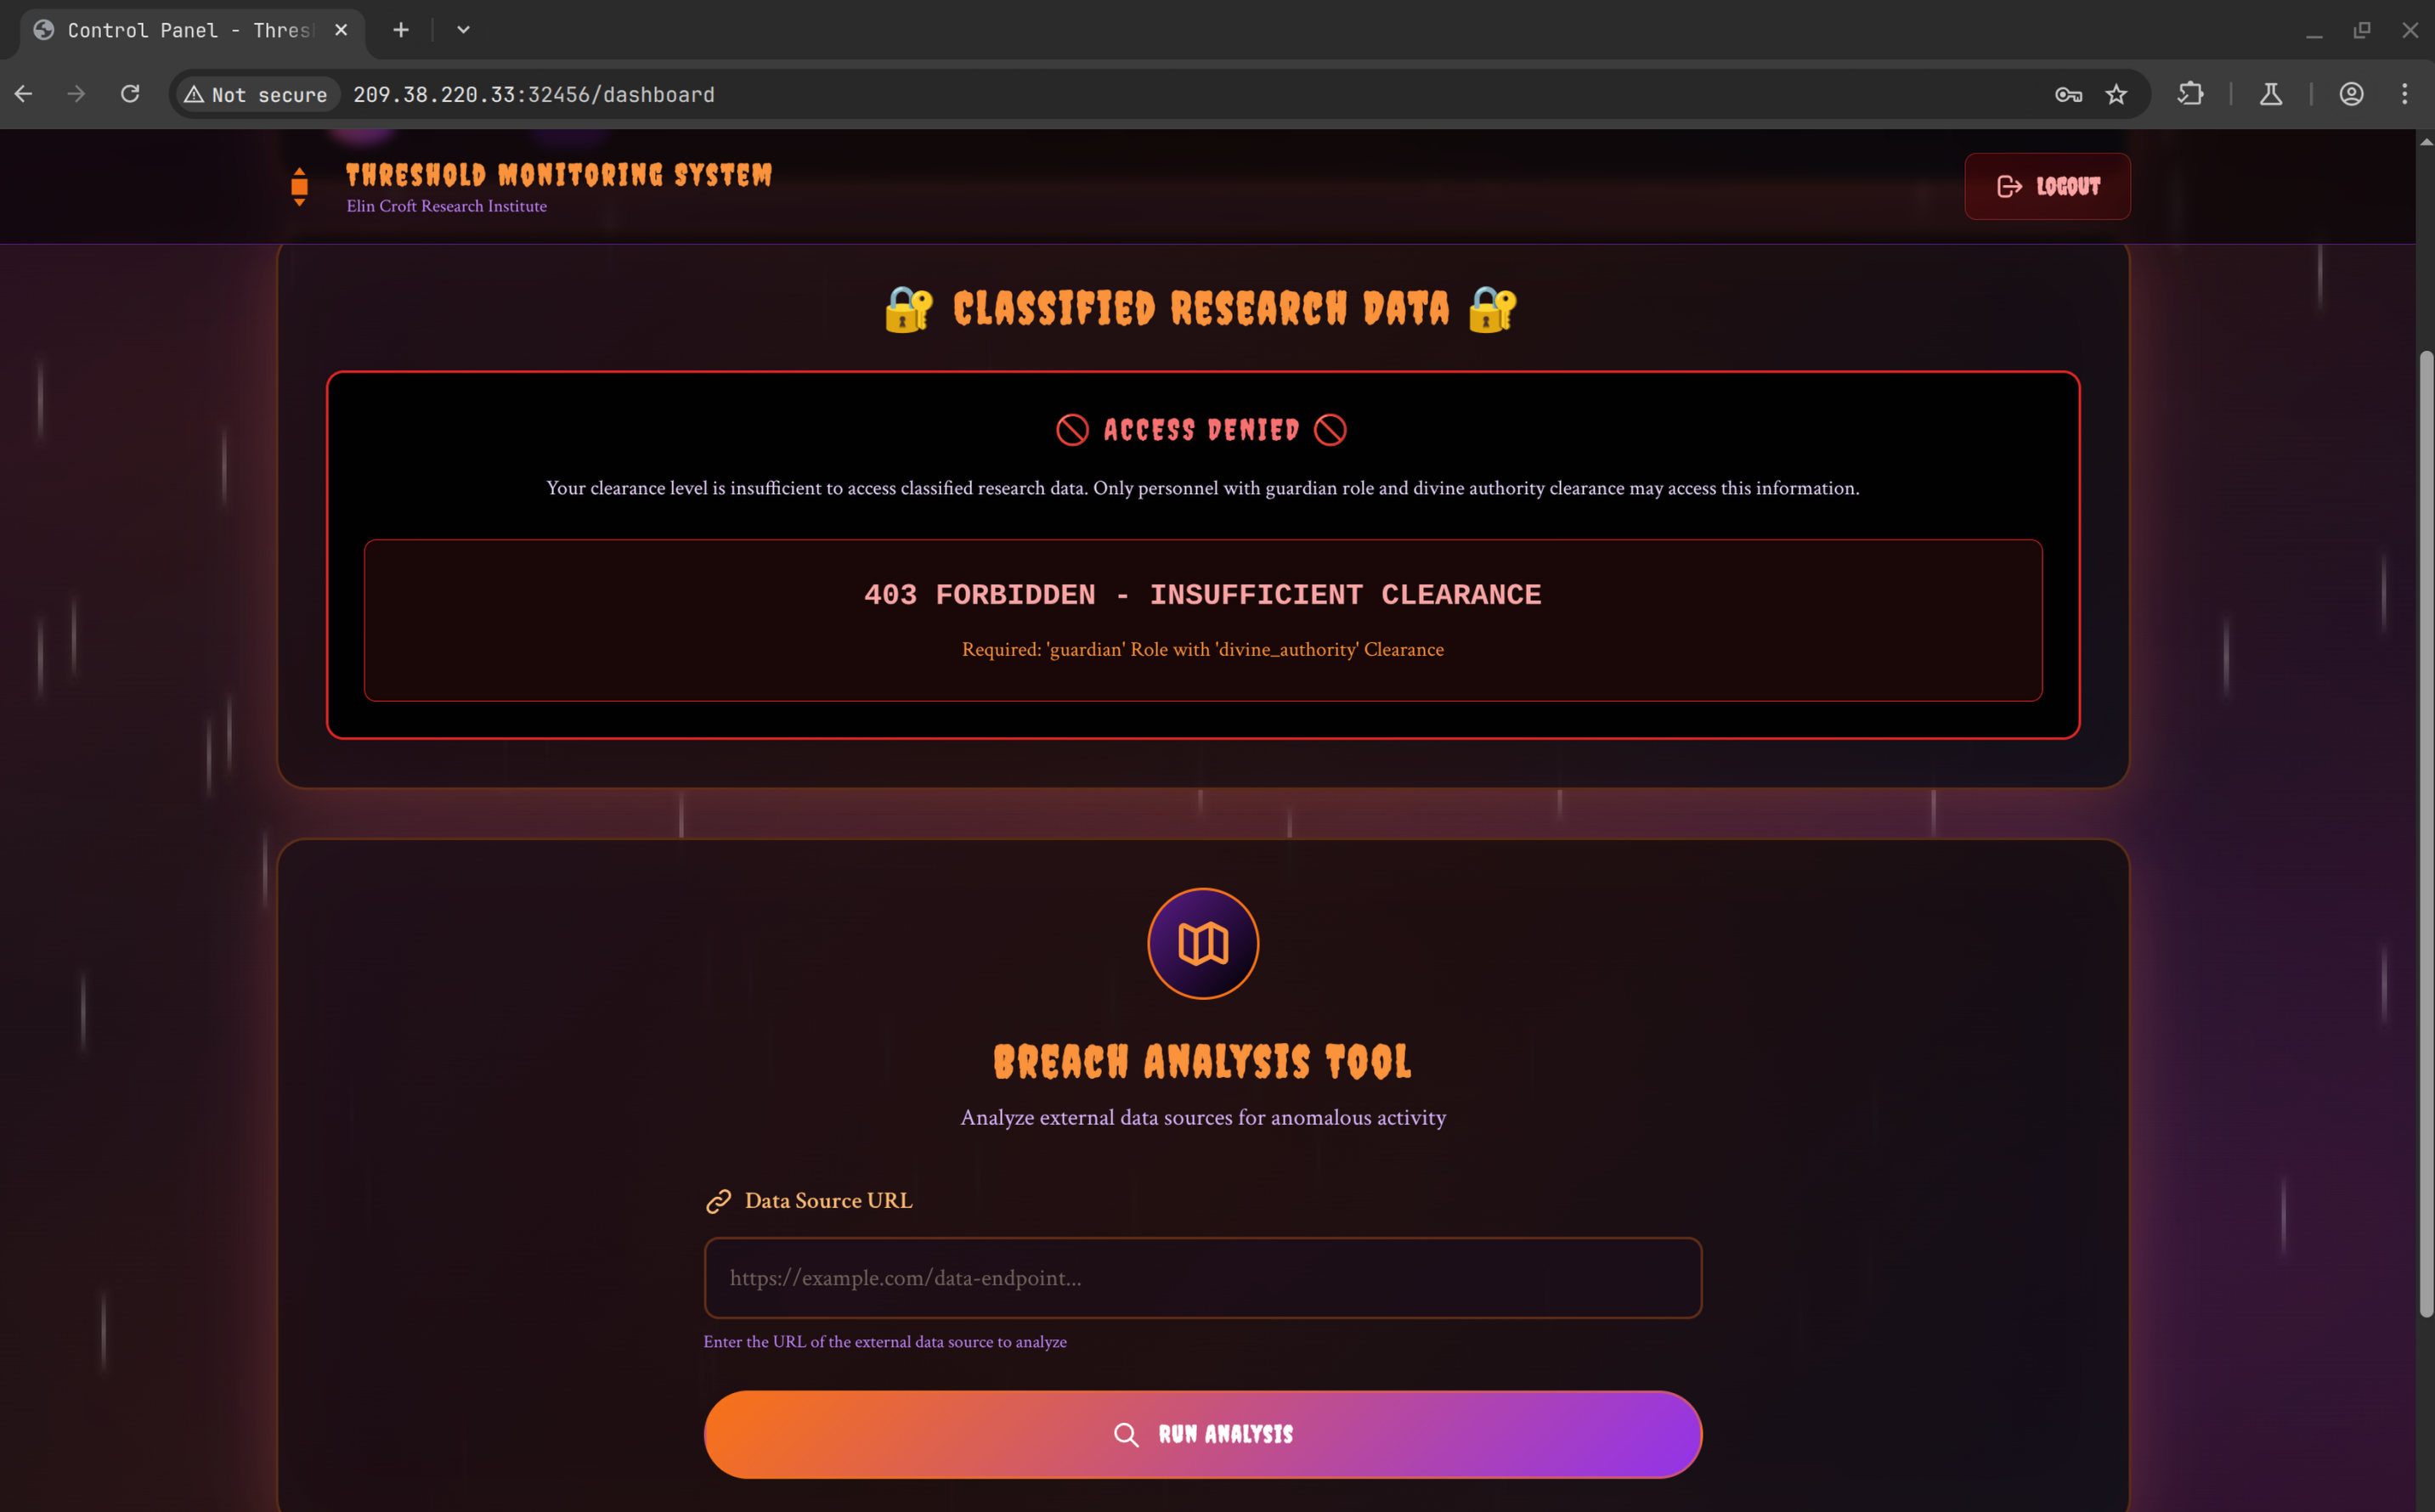 Control Panel - Thres
Not secure
209.38.220.33:32456/dashboard
THRESHOLD MONITORING SYSTEM
Elin Croft Research Institute
LOGOUT
CLASSIFIED RESEARCH DATA
ACCESS DENIED
Your clearance level is insufficient to access classified research data. Only personnel with guardian role and divine authority clearance may access this information.
403 FORBIDDEN - INSUFFICIENT CLEARANCE
Required: 'guardian' Role with 'divine_authority' Clearance
BREACH ANALYSIS TOOL
Analyze external data sources for anomalous activity
Data Source URL
https://example.com/data-endpoint...
Enter the URL of the external data source to analyze
RUN ANALYSIS